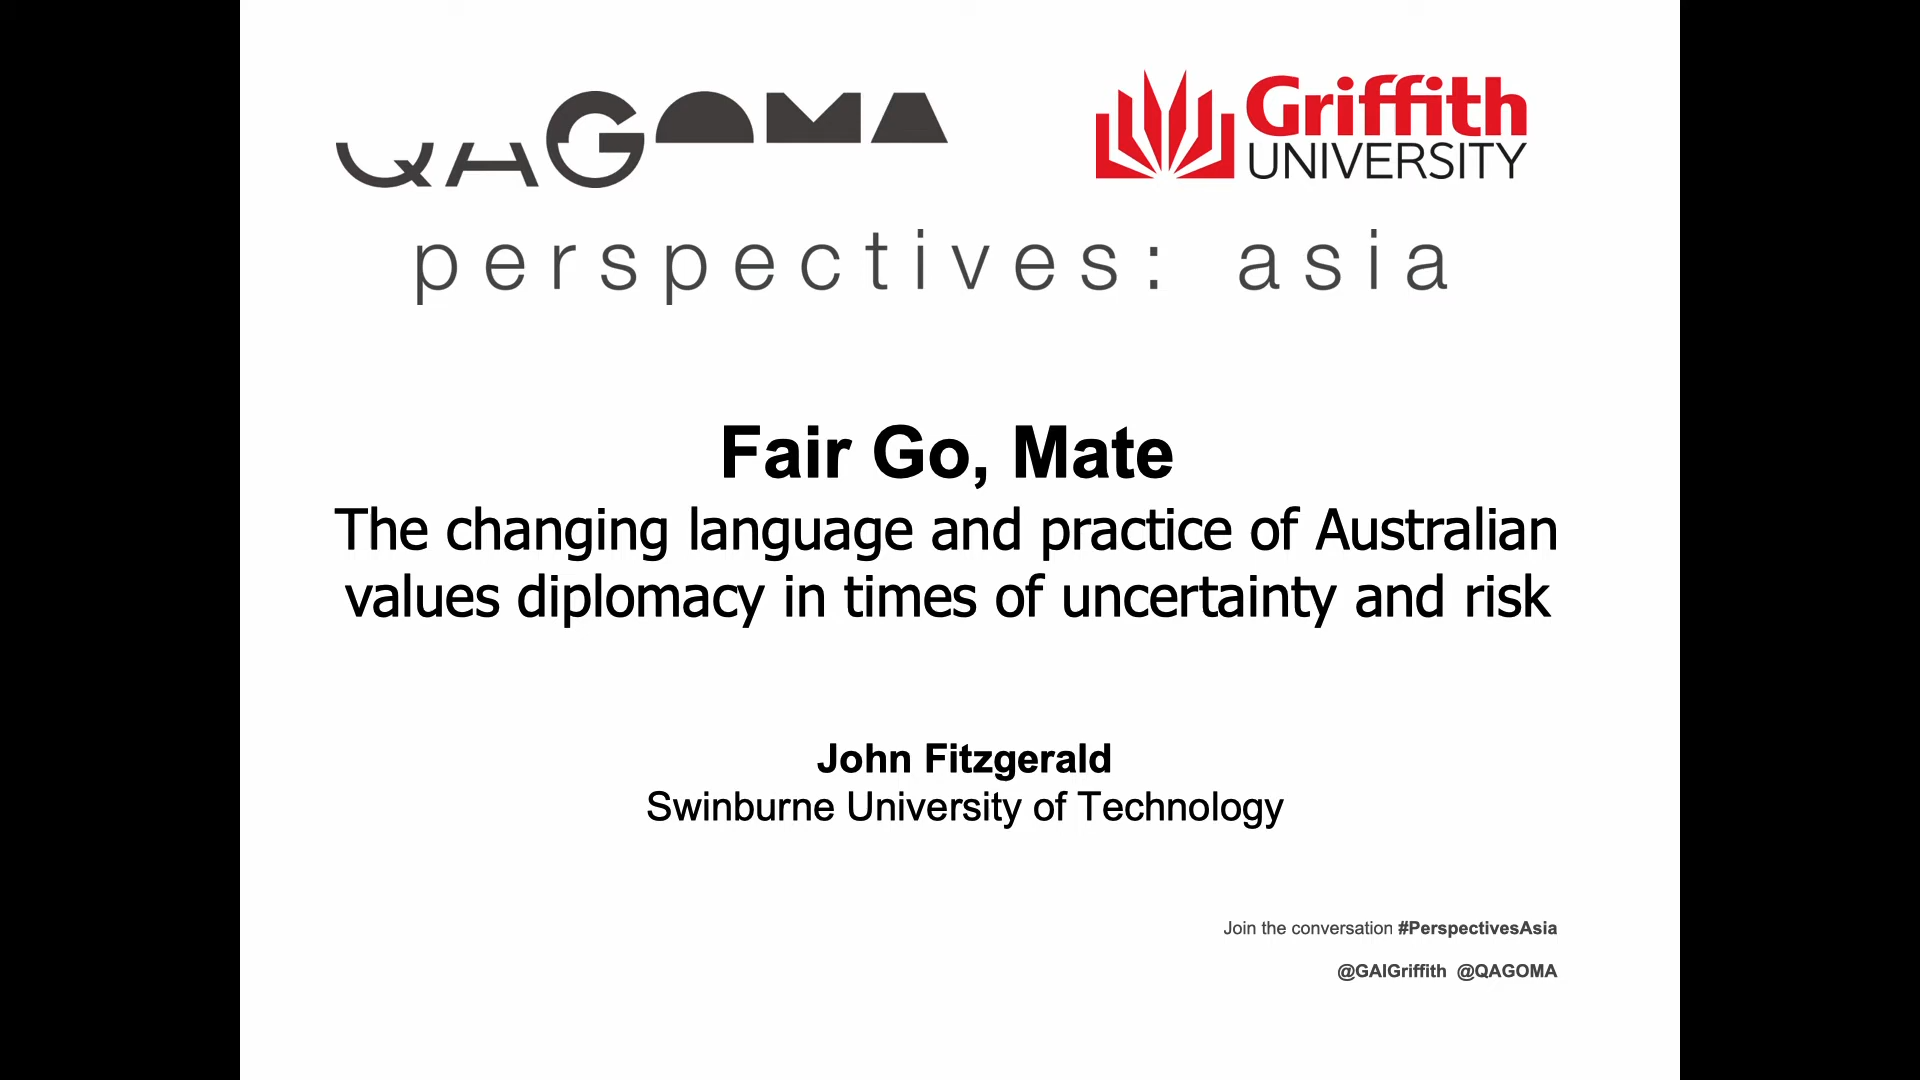 QAGOMA
Griffith
UNIVERSITY
perspectives: asia
Fair Go, Mate
The changing language and practice of Australian
values diplomacy in times of uncertainty and risk
John Fitzgerald
Swinburne University of Technology
Join the conversation #PerspectivesAsia
@GAIGriffith @QAGOMA